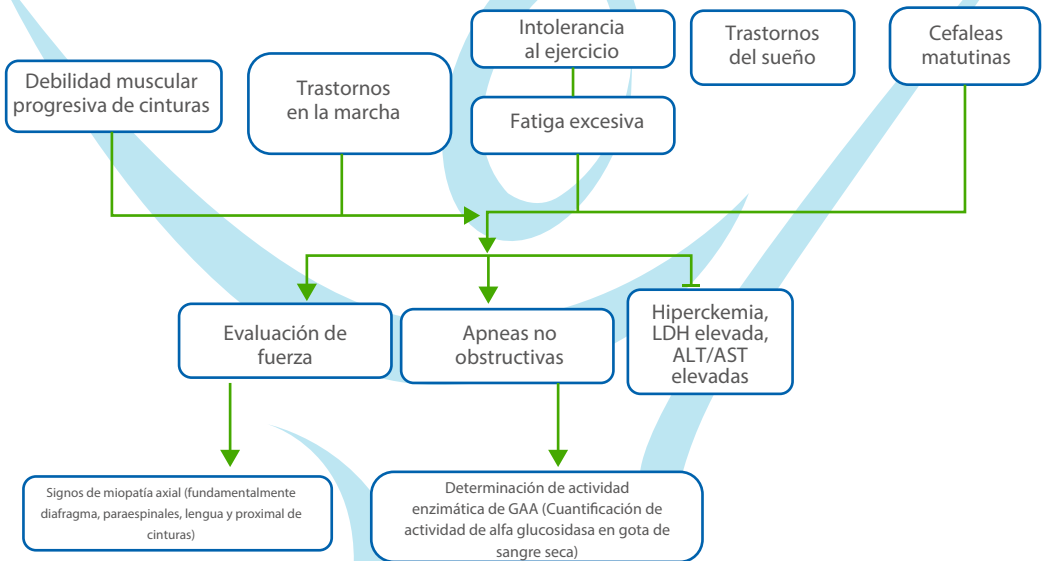 Debilidad muscular
progresiva de cinturas
Trastornos
en la marcha
Intolerancia
al ejercicio
Fatiga excesiva
Trastornos
del sueño
Cefaleas
matutinas
Evaluación de
fuerza
Apneas no
obstructivas
Hiperckemia,
LDH elevada,
ALT/AST
elevadas
Signos de miopatía axial (fundamentalmente
diafragma, paraespinales, lengua y proximal de
cinturas)
Determinación de actividad
enzimática de GAA (Cuantificación de
actividad de alfa glucosidasa en gota de
sangre seca)